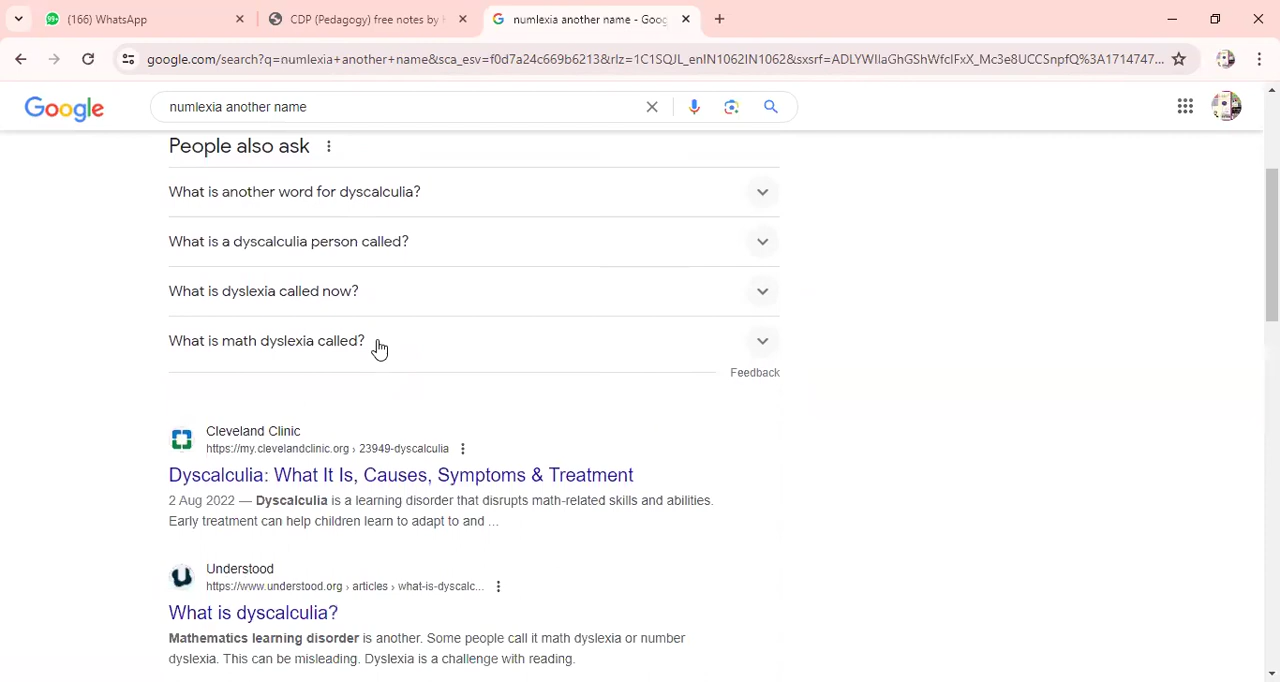 99+
(166) WhatsApp
CDP (Pedagogy) free notes by
numlexia another name - Goog
google.com/search?q=numlexia+another+name&sca_esv=f0d7a24c669b6213&rlz=1C1SQJL_enIN1062IN1062&sxsrf=ADLYWIIaGhGShWfclFxX_Mc3e8UCCSnpfQ%3A1714747...
Google
numlexia another name
People also ask
What is another word for dyscalculia?
What is a dyscalculia person called?
What is dyslexia called now?
What is math dyslexia called?
Feedback
Cleveland Clinic
https://my.clevelandclinic.org › 23949-dyscalculia
Dyscalculia: What It Is, Causes, Symptoms & Treatment
2 Aug 2022 — Dyscalculia is a learning disorder that disrupts math-related skills and abilities.
Early treatment can help children learn to adapt to and ...
Understood
https://www.understood.org › articles › what-is-dyscalc...
What is dyscalculia?
Mathematics learning disorder is another. Some people call it math dyslexia or number
dyslexia. This can be misleading. Dyslexia is a challenge with reading.